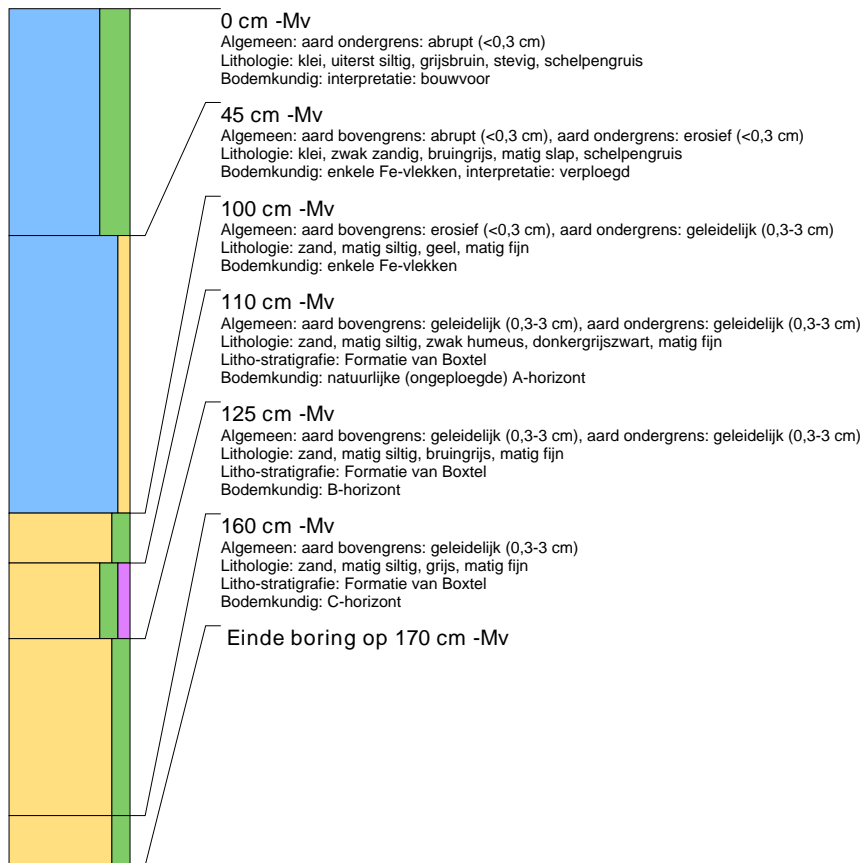 0 cm -Mv
Algemeen: aard ondergrens: abrupt (<0,3 cm)
Lithologie: klei, uiterst siltig, grijsbruin, stevig, schelpengruis
Bodemkundig: interpretatie: bouwvoor
45 cm -Mv
Algemeen: aard bovengrens: abrupt (<0,3 cm), aard ondergrens: erosief (<0,3 cm)
Lithologie: klei, zwak zandig, bruingrijs, matig slap, schelpengruis
Bodemkundig: enkele Fe-vlekken, interpretatie: verploegd
100 cm -Mv
Algemeen: aard bovengrens: erosief (<0,3 cm), aard ondergrens: geleidelijk (0,3-3 cm)
Lithologie: zand, matig siltig, geel, matig fijn
Bodemkundig: enkele Fe-vlekken
110 cm -Mv
Algemeen: aard bovengrens: geleidelijk (0,3-3 cm), aard ondergrens: geleidelijk (0,3-3 cm)
Lithologie: zand, matig siltig, zwak humeus, donkergrijszwart, matig fijn
Litho-stratigrafie: Formatie van Boxtel
Bodemkundig: natuurlijke (ongeploegde) A-horizont
125 cm -Mv
Algemeen: aard bovengrens: geleidelijk (0,3-3 cm), aard ondergrens: geleidelijk (0,3-3 cm)
Lithologie: zand, matig siltig, bruingrijs, matig fijn
Litho-stratigrafie: Formatie van Boxtel
Bodemkundig: B-horizont
160 cm -Mv
Algemeen: aard bovengrens: geleidelijk (0,3-3 cm)
Lithologie: zand, matig siltig, grijs, matig fijn
Litho-stratigrafie: Formatie van Boxtel
Bodemkundig: C-horizont
Einde boring op 170 cm -Mv